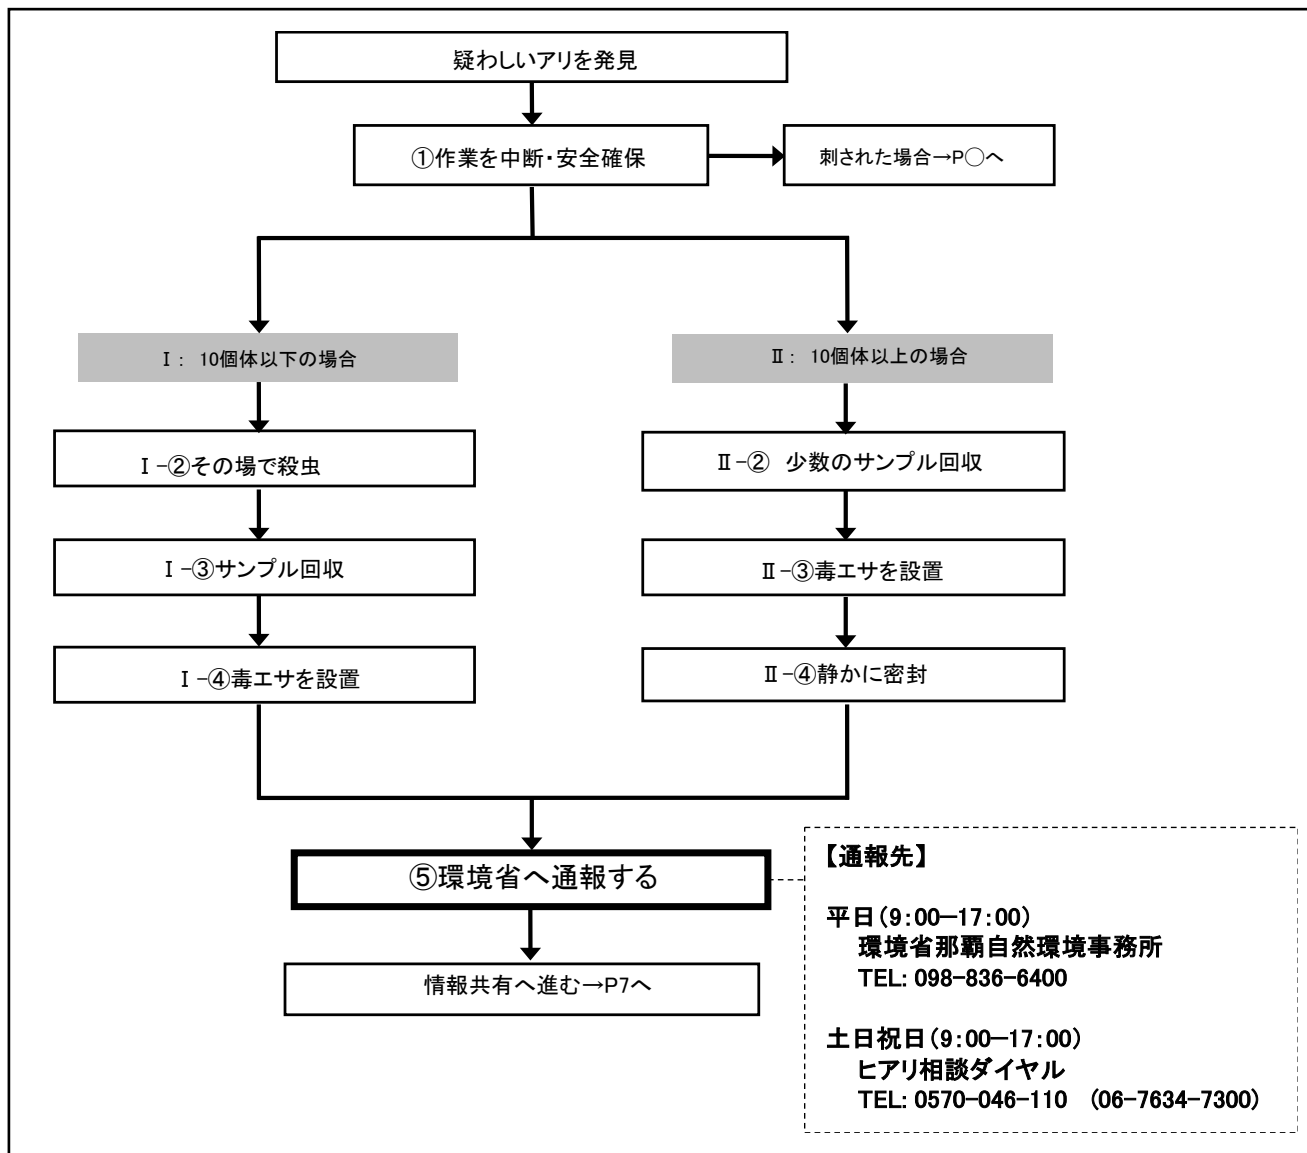 疑わしいアリを発見
①作業を中断・安全確保
刺された場合→P○へ
Ⅰ： 10個体以下の場合
Ⅱ： 10個体以上の場合
Ⅰ-②その場で殺虫
Ⅱ-② 少数のサンプル回収
Ⅰ-③サンプル回収
Ⅱ-③毒エサを設置
Ⅰ-④毒エサを設置
Ⅱ-④静かに密封
⑤環境省へ通報する
情報共有へ進む→P7へ
【通報先】
平日（9:00―17:00）
環境省那覇自然環境事務所
TEL: 098-836-6400
土日祝日（9:00―17:00）
ヒアリ相談ダイヤル
TEL: 0570-046-110 (06-7634-7300)